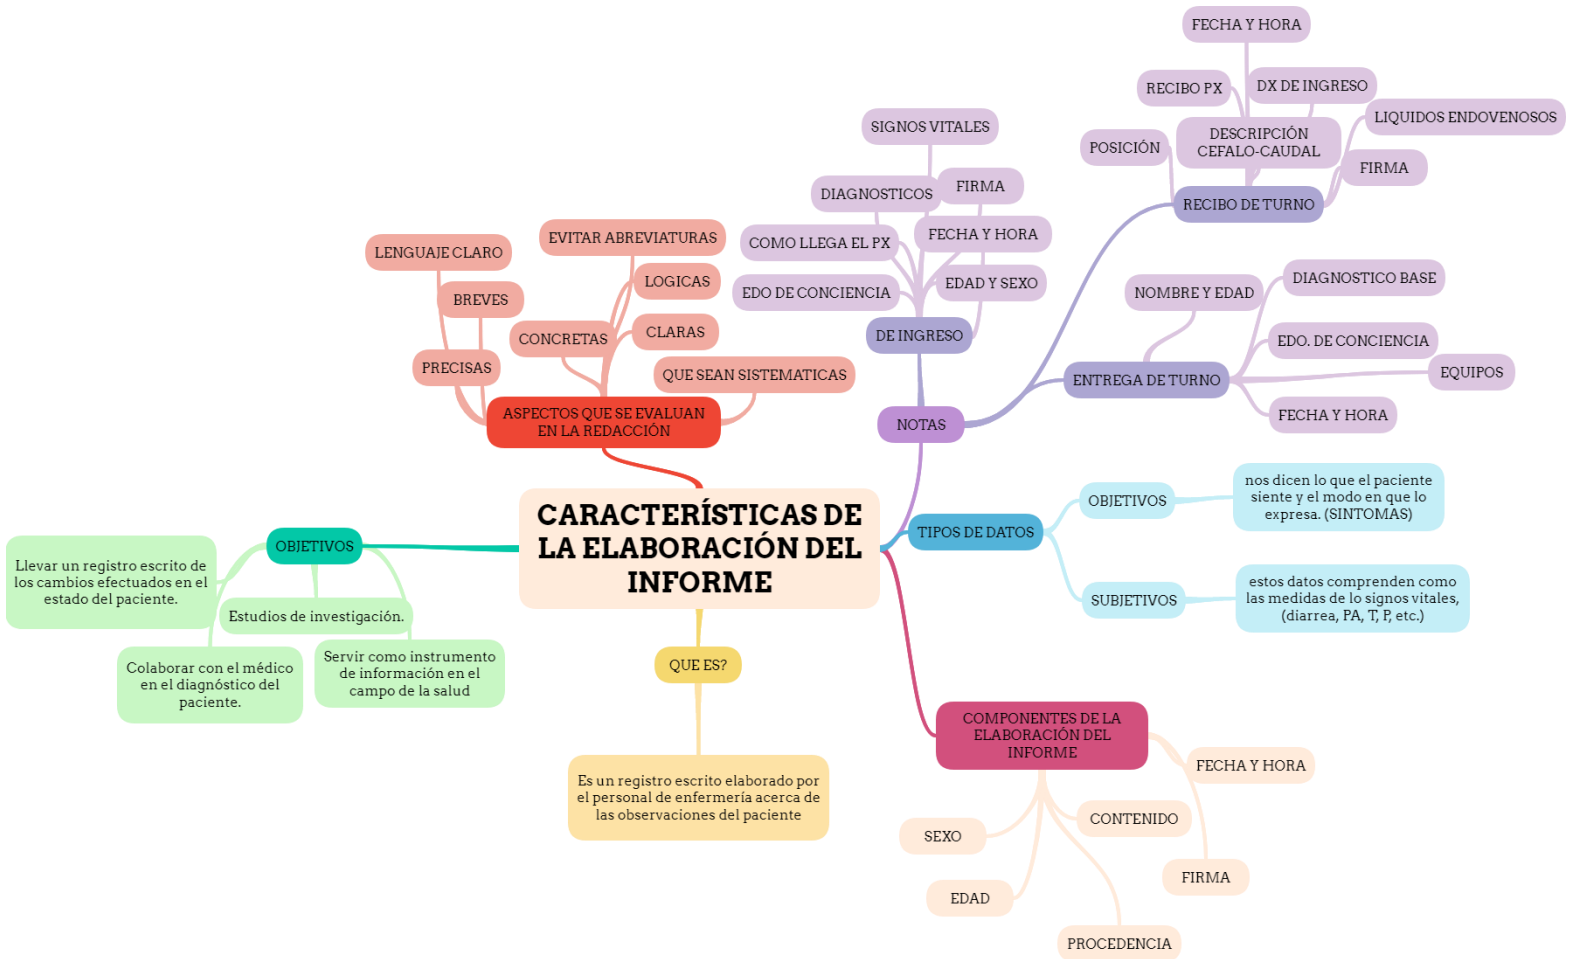 CARACTERÍSTICAS DE
LA ELABORACIÓN DEL
INFORME
ASPECTOS QUE SE EVALUAN
EN LA REDACCIÓN
LENGUAJE CLARO
BREVES
PRECISAS
EVITAR ABREVIATURAS
LOGICAS
CONCRETAS
CLARAS
QUE SEAN SISTEMATICAS
NOTAS
DE INGRESO
SIGNOS VITALES
DIAGNOSTICOS
FIRMA
COMO LLEGA EL PX
FECHA Y HORA
EDO DE CONCIENCIA
EDAD Y SEXO
RECIBO DE TURNO
FECHA Y HORA
RECIBO PX
DX DE INGRESO
LIQUIDOS ENDOVENOSOS
POSICIÓN
DESCRIPCIÓN
CEFALO-CAUDAL
FIRMA
ENTREGA DE TURNO
NOMBRE Y EDAD
DIAGNOSTICO BASE
EDO. DE CONCIENCIA
EQUIPOS
FECHA Y HORA
TIPOS DE DATOS
OBJETIVOS
nos dicen lo que el paciente
siente y el modo en que lo
expresa. (SINTOMAS)
SUBJETIVOS
estos datos comprenden como
las medidas de lo signos vitales,
(diarrea, PA, T, P, etc.)
COMPONENTES DE LA
ELABORACIÓN DEL
INFORME
FECHA Y HORA
CONTENIDO
SEXO
FIRMA
EDAD
PROCEDENCIA
QUE ES?
Es un registro escrito elaborado por
el personal de enfermería acerca de
las observaciones del paciente
OBJETIVOS
Llevar un registro escrito de
los cambios efectuados en el
estado del paciente.
Estudios de investigación.
Colaborar con el médico
en el diagnóstico del
paciente.
Servir como instrumento
de información en el
campo de la salud